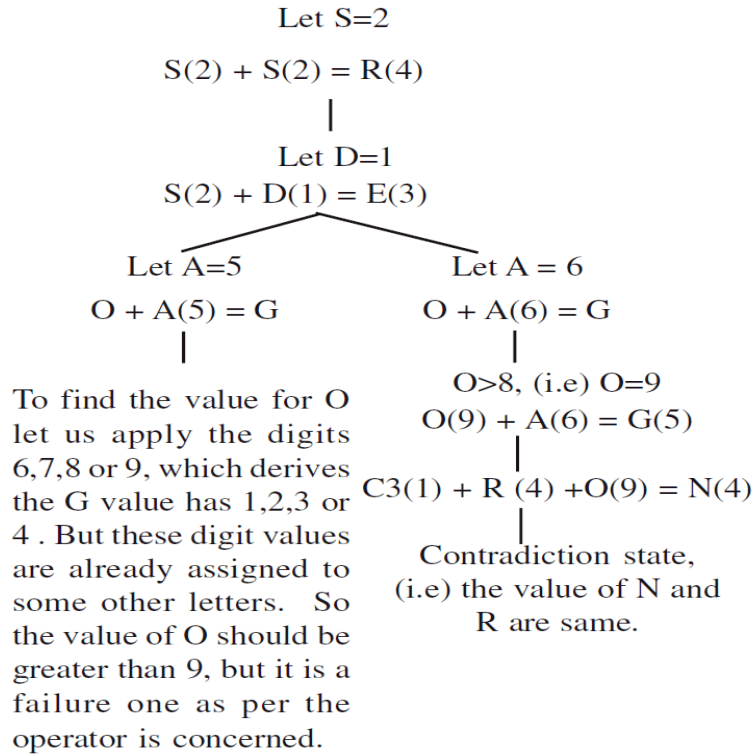 Let S=2
S(2) + S(2) = R(4)
Let D=1
S(2) + D(1) = E(3)
Let A=5
O + A(5) = G
To find the value for O
let us apply the digits
6,7,8 or 9, which derives
the G value has 1,2,3 or
4 . But these digit values
are already assigned to
some other letters. So
the value of O should be
greater than 9, but it is a
failure one as per the
operator is concerned.
Let A = 6
O + A(6) = G
O>8, (i.e) O=9
O(9) + A(6) = G(5)
C3(1) + R (4) +O(9) = N(4)
Contradiction state,
(i.e) the value of N and
R are same.